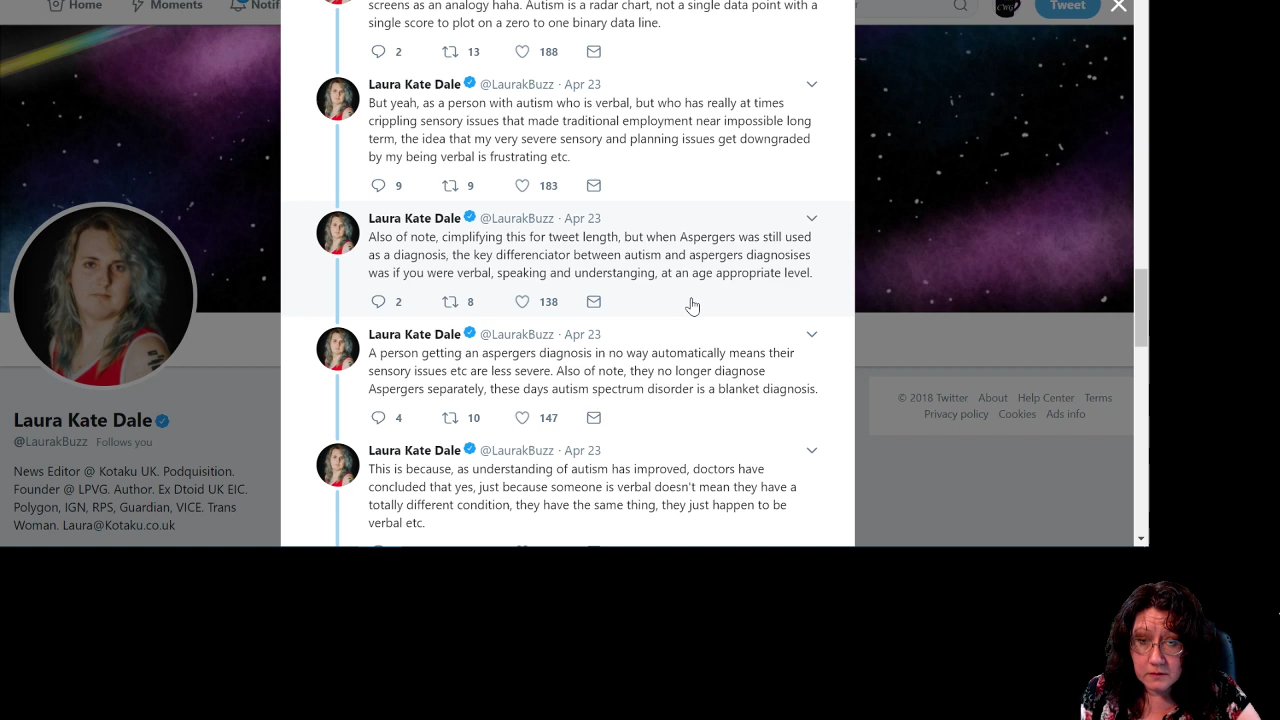 Home
Moments
Notif
Tweet
screens as an analogy haha. Autism is a radar chart, not a single data point with a
single score to plot on a zero to one binary data line.
2 13 188
Laura Kate Dale @LaurakBuzz · Apr 23
But yeah, as a person with autism who is verbal, but who has really at times
crippling sensory issues that made traditional employment near impossible long
term, the idea that my very severe sensory and planning issues get downgraded
by my being verbal is frustrating etc.
9 9 183
Laura Kate Dale @LaurakBuzz · Apr 23
Also of note, cimplifying this for tweet length, but when Aspergers was still used
as a diagnosis, the key differenciator between autism and aspergers diagnosises
was if you were verbal, speaking and understanding, at an age appropriate level.
2 8 138
Laura Kate Dale @LaurakBuzz · Apr 23
A person getting an aspergers diagnosis in no way automatically means their
sensory issues etc are less severe. Also of note, they no longer diagnose
Aspergers separately, these days autism spectrum disorder is a blanket diagnosis.
4 10 147
Laura Kate Dale @LaurakBuzz · Apr 23
This is because, as understanding of autism has improved, doctors have
concluded that yes, just because someone is verbal doesn't mean they have a
totally different condition, they have the same thing, they just happen to be
verbal etc.
Laura Kate Dale
@LaurakBuzz Follows you
News Editor @ Kotaku UK. Podquisition.
Founder @ LPVG. Author. Ex Dtoid UK EIC.
Polygon, IGN, RPS, Guardian, VICE. Trans
Woman. Laura@Kotaku.co.uk
© 2018 Twitter About Help Center Terms
Privacy policy Cookies Ads info